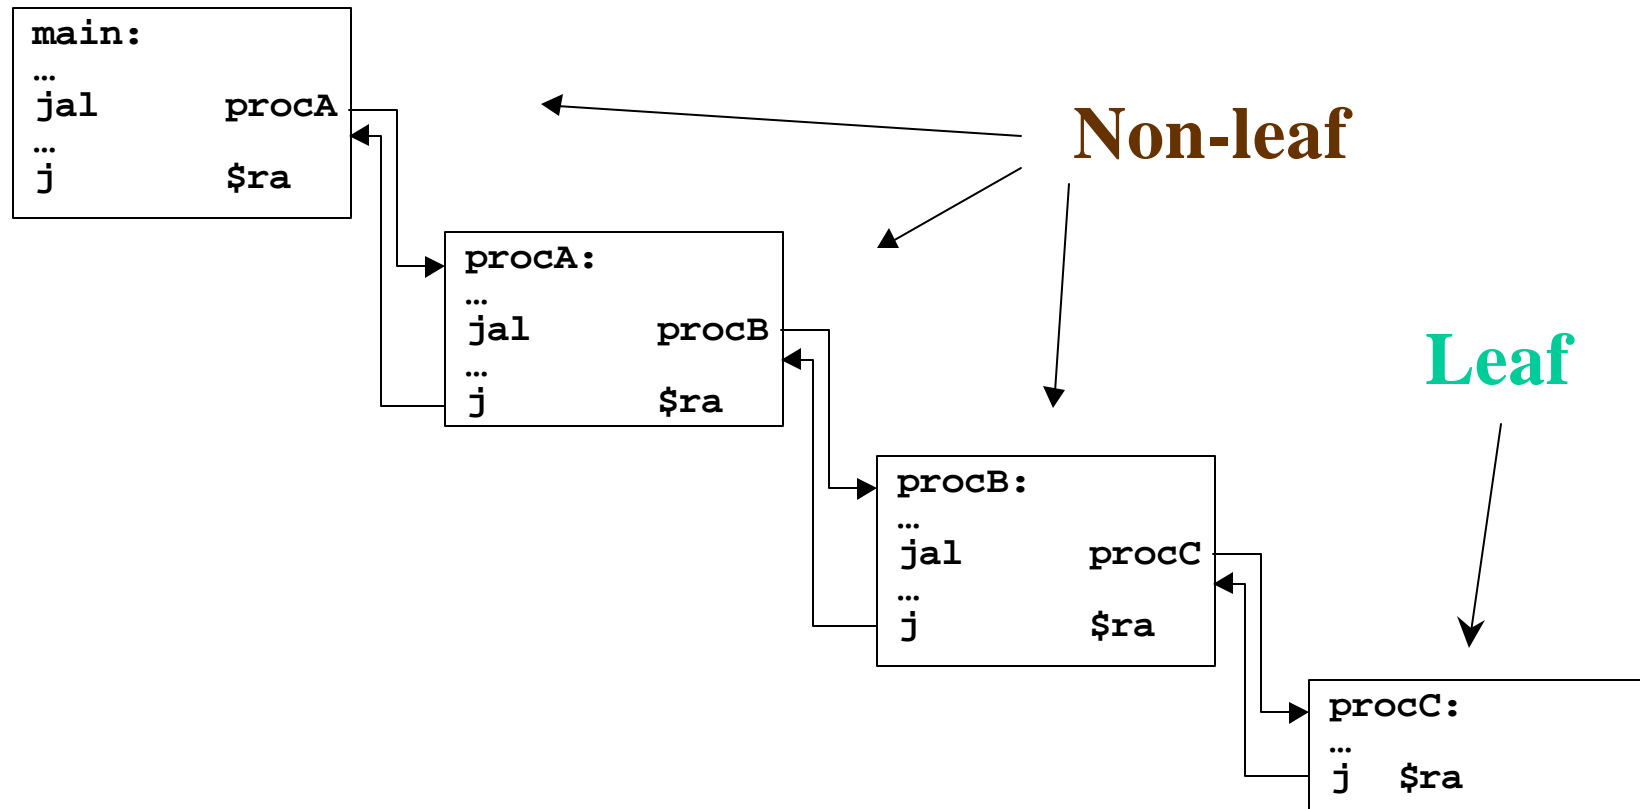 main:
…
jal procA
…
j $ra
Non-leaf
procA:
…
jal procB
…
j $ra
Leaf
procB:
…
jal procC
…
j $ra
procC:
…
j $ra